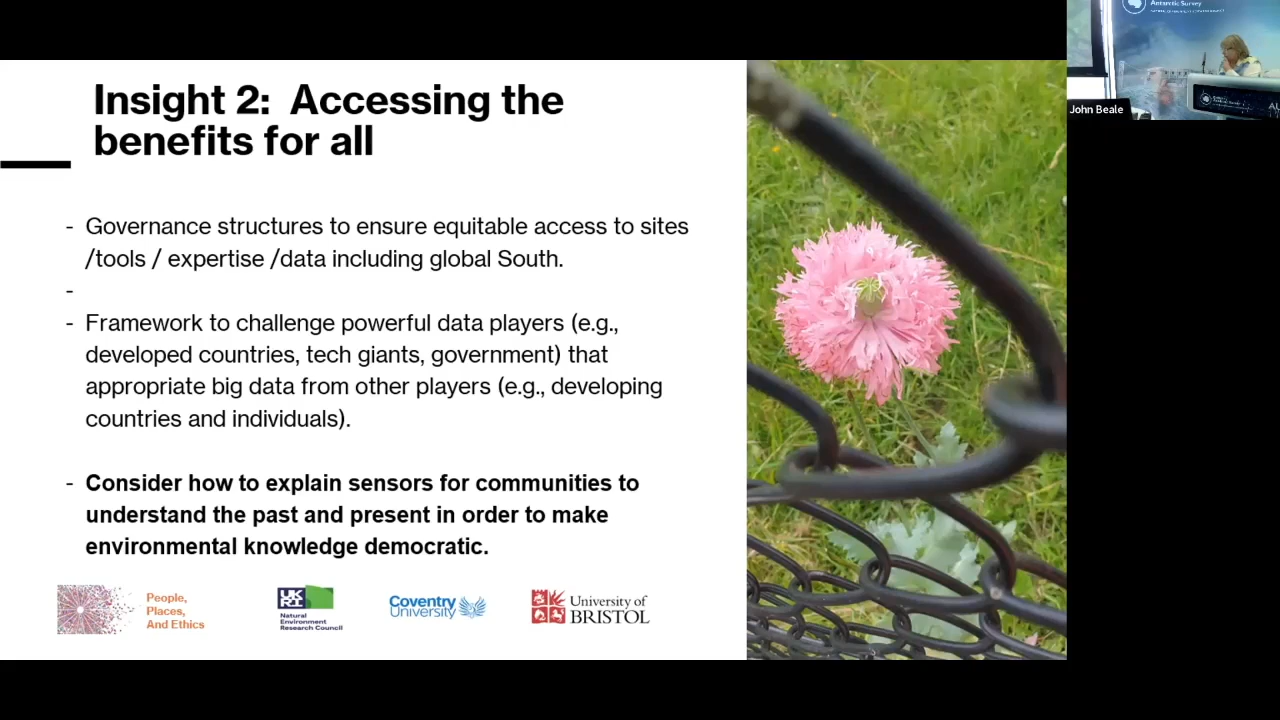 Insight 2: Accessing the
benefits for all
- Governance structures to ensure equitable access to sites
/tools / expertise /data including global South.
-
- Framework to challenge powerful data players (e.g.,
developed countries, tech giants, government) that
appropriate big data from other players (e.g., developing
countries and individuals).
- Consider how to explain sensors for communities to
understand the past and present in order to make
environmental knowledge democratic.
People,
Places,
And Ethics
UK
RI
Natural
Environment
Research Council
Coventry
University
University of
BRISTOL
Antarctic Survey
John Beale